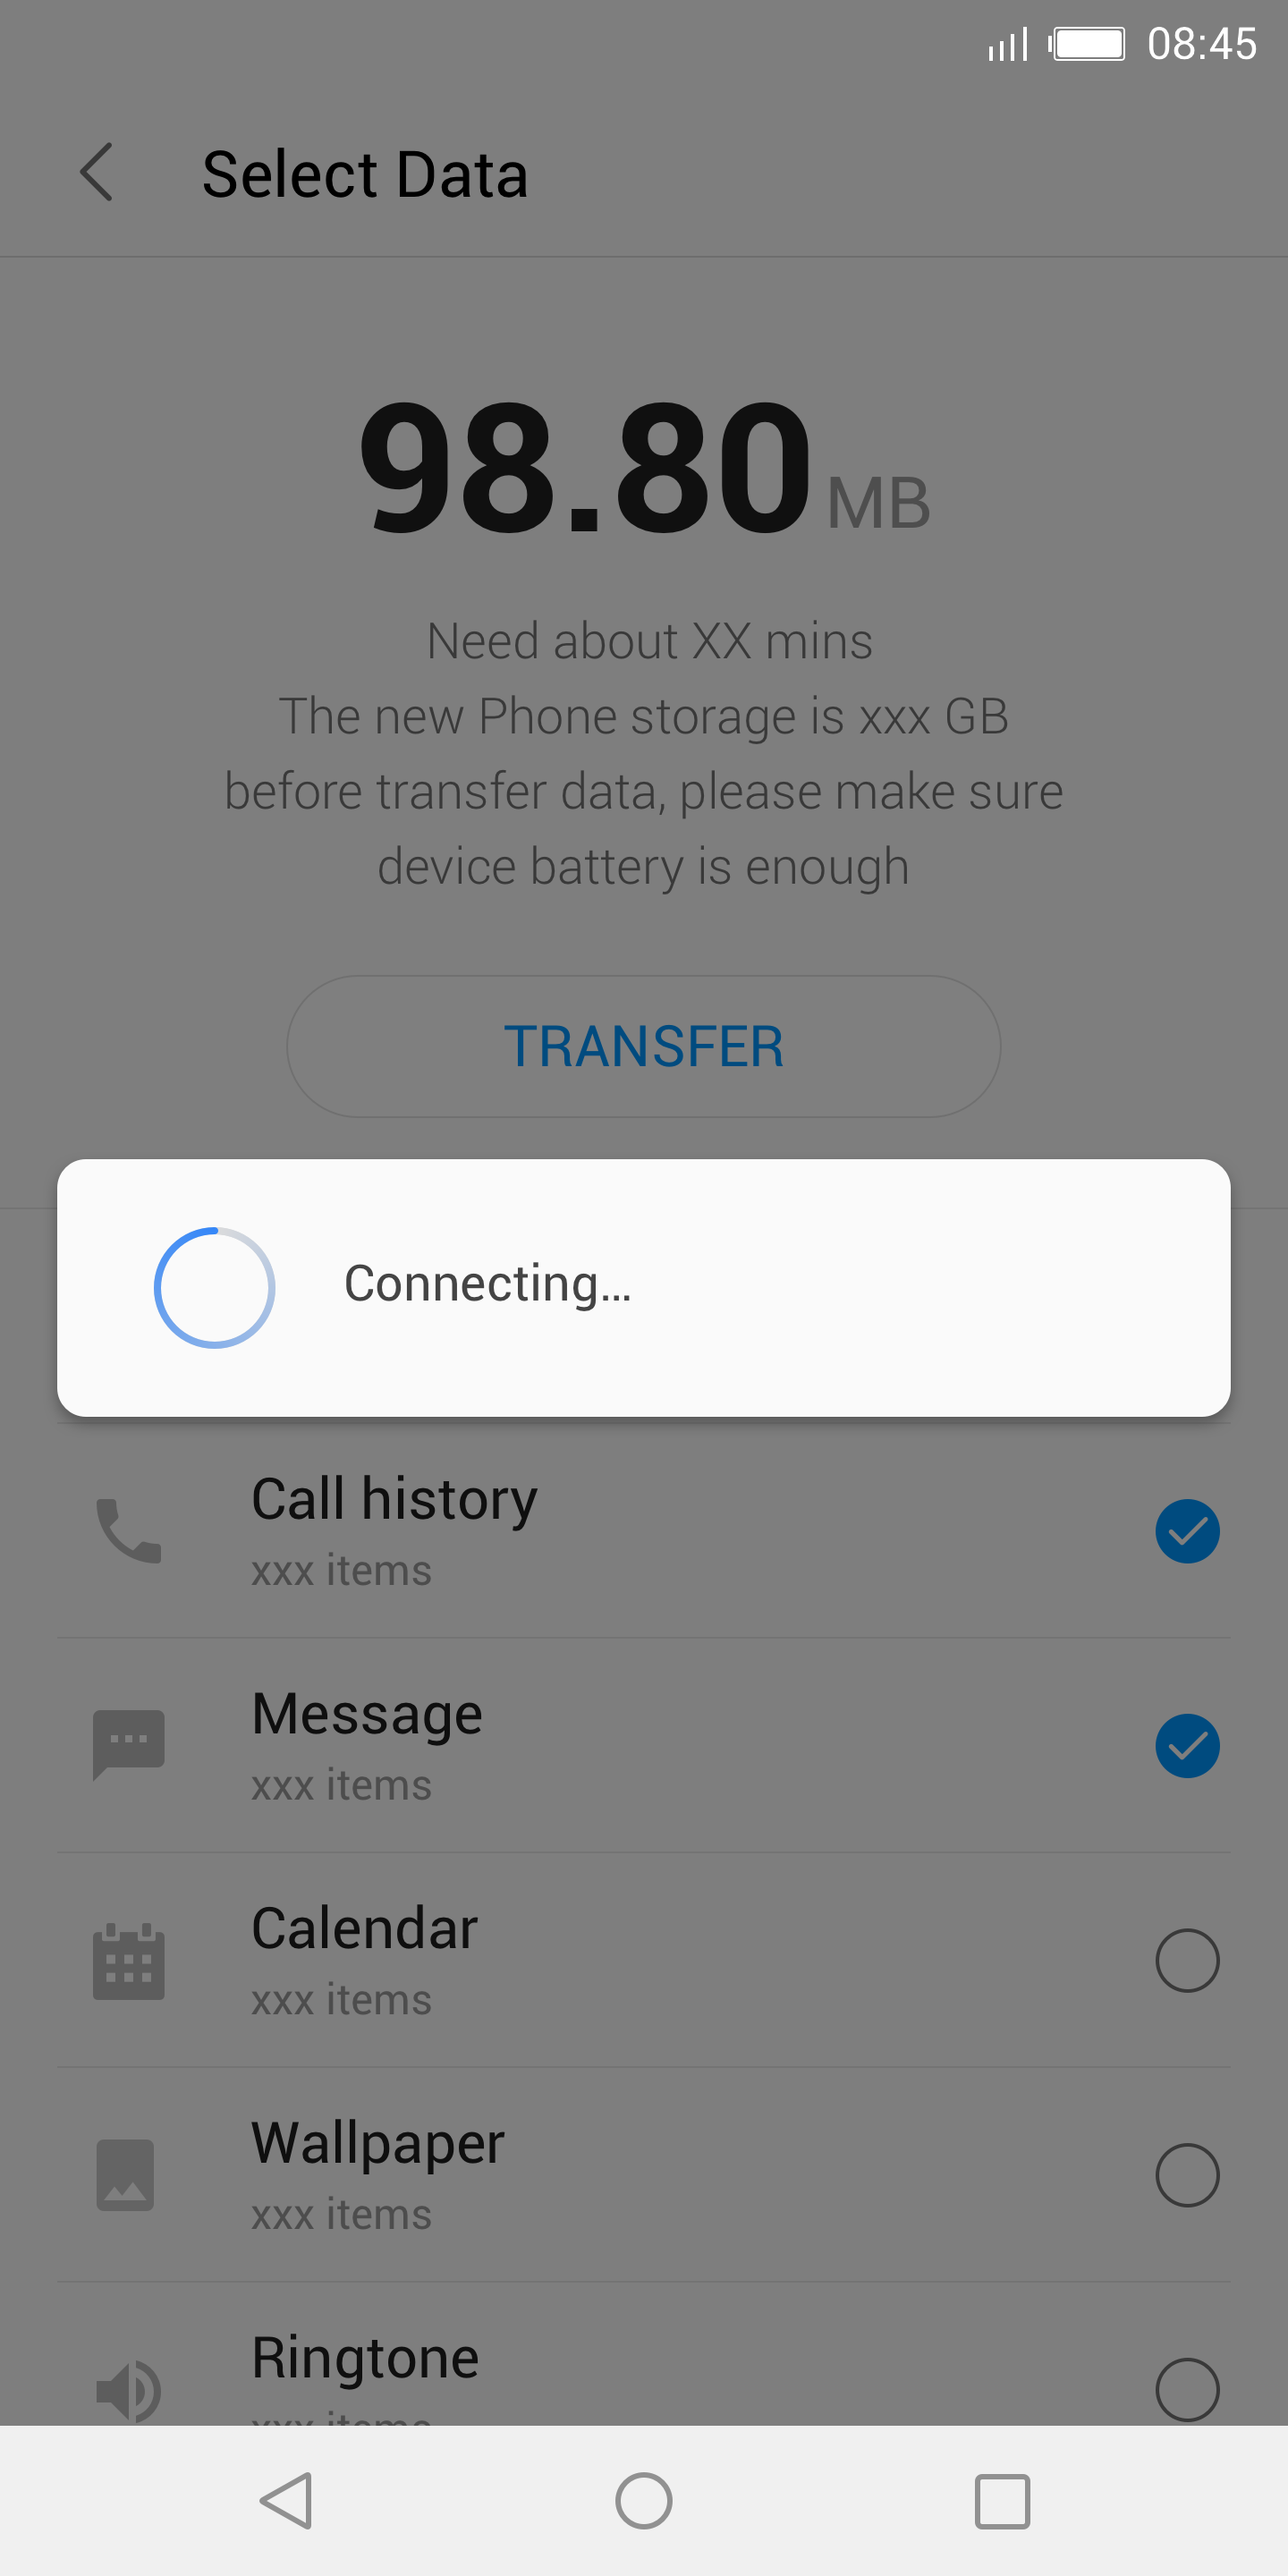 08:45
Select Data
98.80 MB
Need about XX mins
The new Phone storage is xxx GB
before transfer data, please make sure
device battery is enough
TRANSFER
Connecting...
Call history
xxx items
Message
xxx items
Calendar
xxx items
Wallpaper
xxx items
Ringtone
xxx items